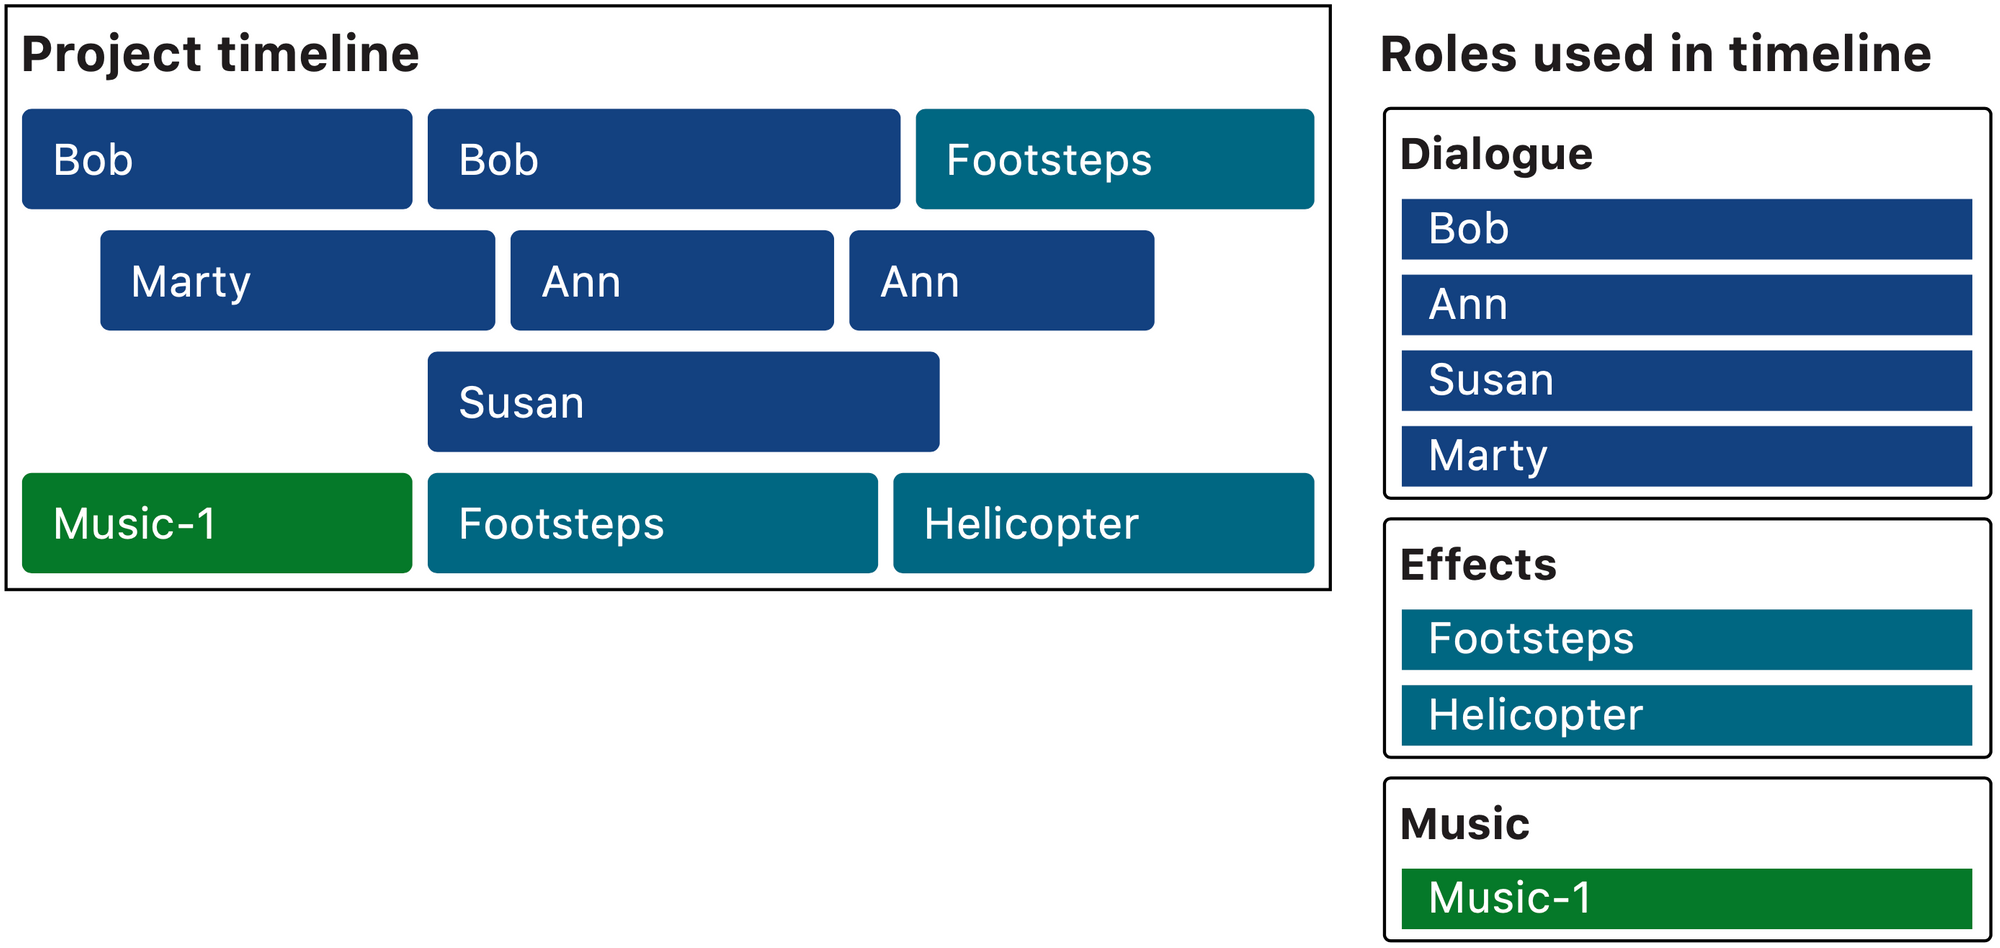 Project timeline
Bob Bob Footsteps
Marty Ann Ann
Susan
Music-1 Footsteps Helicopter
Roles used in timeline
Dialogue
Bob
Ann
Susan
Marty
Effects
Footsteps
Helicopter
Music
Music-1